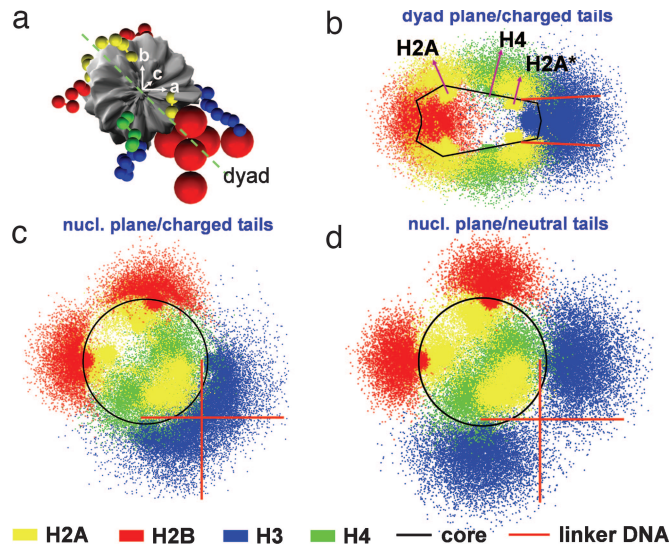 a
b
c
a
dyad
b
dyad plane/charged tails
H2A
H4
H2A*
c
nucl. plane/charged tails
d
nucl. plane/neutral tails
H2A
H2B
H3
H4
core
linker DNA